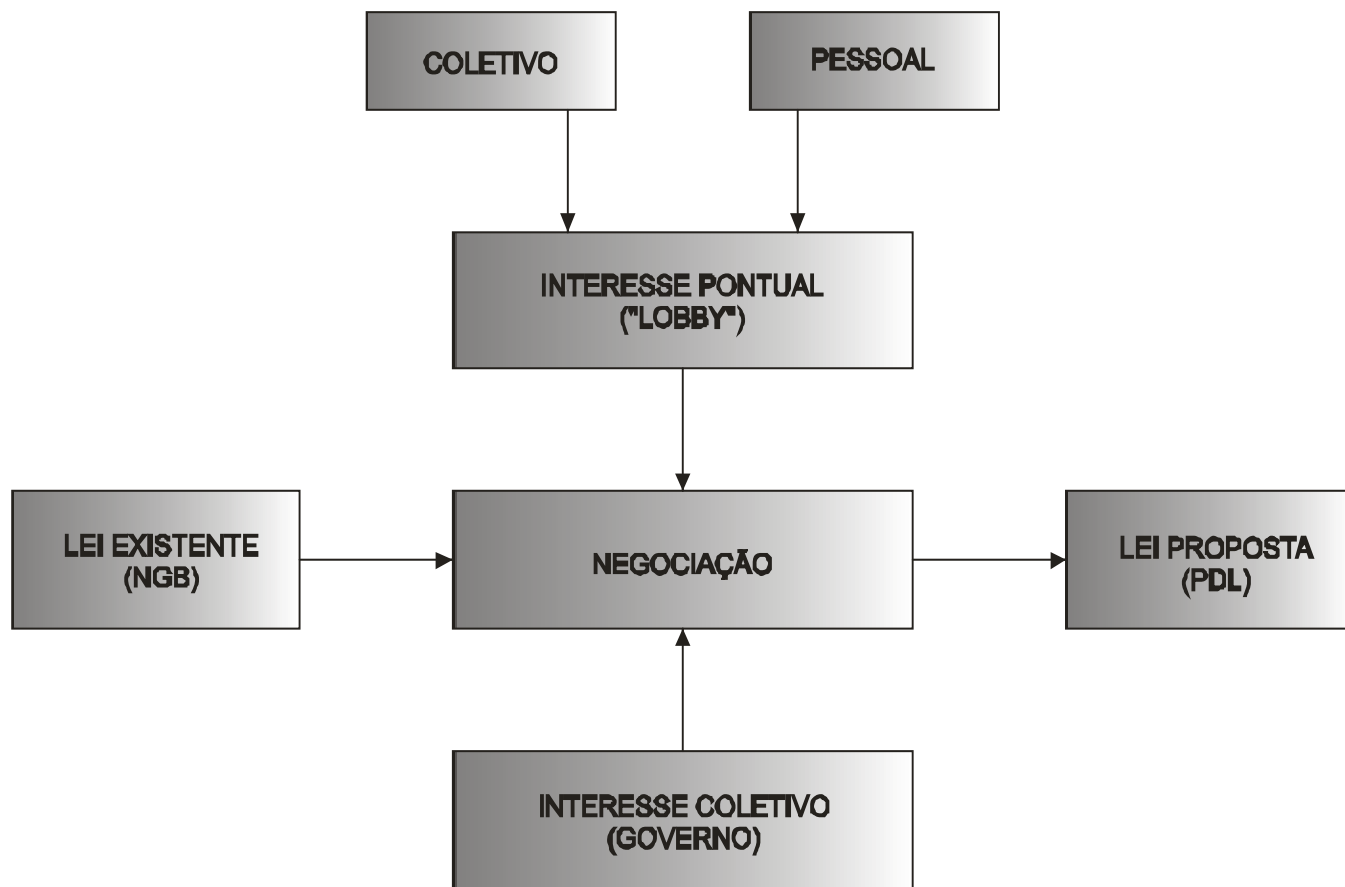 COLETIVO
PESSOAL
INTERESSE PONTUAL
("LOBBY")
LEI EXISTENTE
(NGB)
NEGOCIAÇÃO
LEI PROPOSTA
(PDL)
INTERESSE COLETIVO
(GOVERNO)